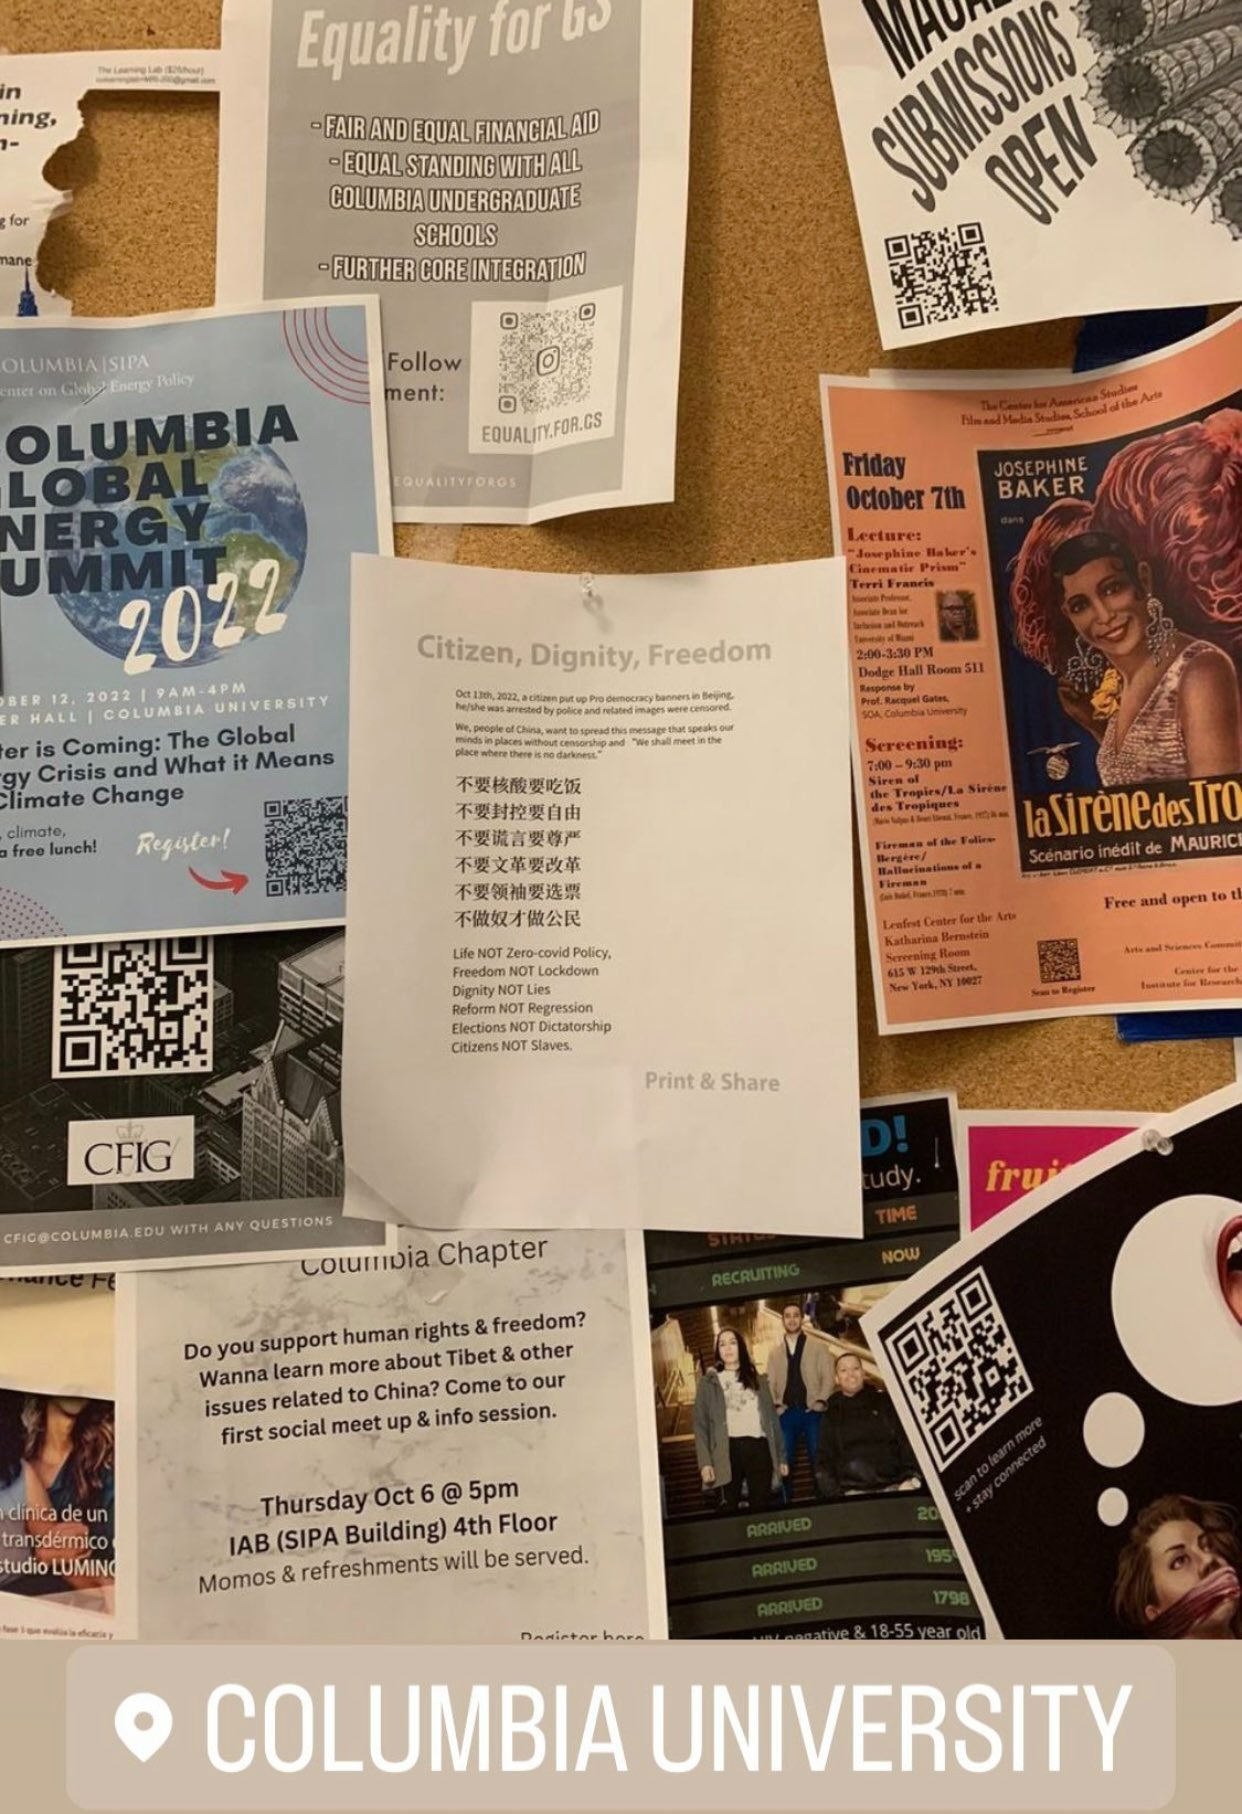 The Learning Lab ($25/hour)
in
ning,
n-
g for
mane
Equality for GS
- FAIR AND EQUAL FINANCIAL AID
- EQUAL STANDING WITH ALL
COLUMBIA UNDERGRADUATE
SCHOOLS
- FURTHER CORE INTEGRATION
Follow
ment:
EQUALITY.FOR.GS
EQUALITYFORGS
SUBMISSIONS
OPEN
OLUMBIA|SIPA
enter on Global Energy Policy
OLUMBIA
LOBAL
NERGY
UMMIT
2022
OBER 12, 2022 | 9AM-4PM
ER HALL | COLUMBIA UNIVERSITY
ter is Coming: The Global
gy Crisis and What it Means
Climate Change
, climate,
a free lunch!
Register!
CFIG
CFIG@COLUMBIA.EDU WITH ANY QUESTIONS
Citizen, Dignity, Freedom
Oct 13th, 2022, a citizen put up Pro democracy banners in Beijing,
he/she was arrested by police and related images were censored.
We, people of China, want to spread this message that speaks our
minds in places without censorship and "We shall meet in the
place where there is no darkness."
不要核酸要吃饭
不要封控要自由
不要谎言要尊严
不要文革要改革
不要领袖要选票
不做奴才做公民
Life NOT Zero-covid Policy,
Freedom NOT Lockdown
Dignity NOT Lies
Reform NOT Regression
Elections NOT Dictatorship
Citizens NOT Slaves.
Print & Share
The Center for American Studies
Film and Media Studies, School of the Arts
Friday
October 7th
Lecture:
"Josephine Baker's
Cinematic Prism"
Terri Francis
Associate Professor,
Associate Dean for
Inclusion and Outreach
University of Miami
2:00-3:30 PM
Dodge Hall Room 511
Response by
Prof. Racquel Gates,
SOA, Columbia University
Screening:
7:00 – 9:30 pm
Siren of
the Tropics/La Sirène
des Tropiques
Fireman of the Folies-
Bergère/
Hallucinations of a
Fireman
Lenfest Center for the Arts
Katharina Bernstein
Screening Room
615 W 129th Street,
New York, NY 10027
JOSEPHINE
BAKER
dans
la Sirène des Tro
Scénario inédit de MAURIC
Free and open to t
Scan to Register
Arts and Sciences Commit
Center for the
Institute for Research
Columbia Chapter
Do you support human rights & freedom?
Wanna learn more about Tibet & other
issues related to China? Come to our
first social meet up & info session.
Thursday Oct 6 @ 5pm
IAB (SIPA Building) 4th Floor
Momos & refreshments will be served.
Register here
clínica de un
transdérmico
studio LUMINO
D!
tudy.
TIME
NOW
RECRUITING
ARRIVED 20
ARRIVED 195
ARRIVED 1798
negative & 18-55 year old
frui
scan to learn more
+ stay connected
COLUMBIA UNIVERSITY